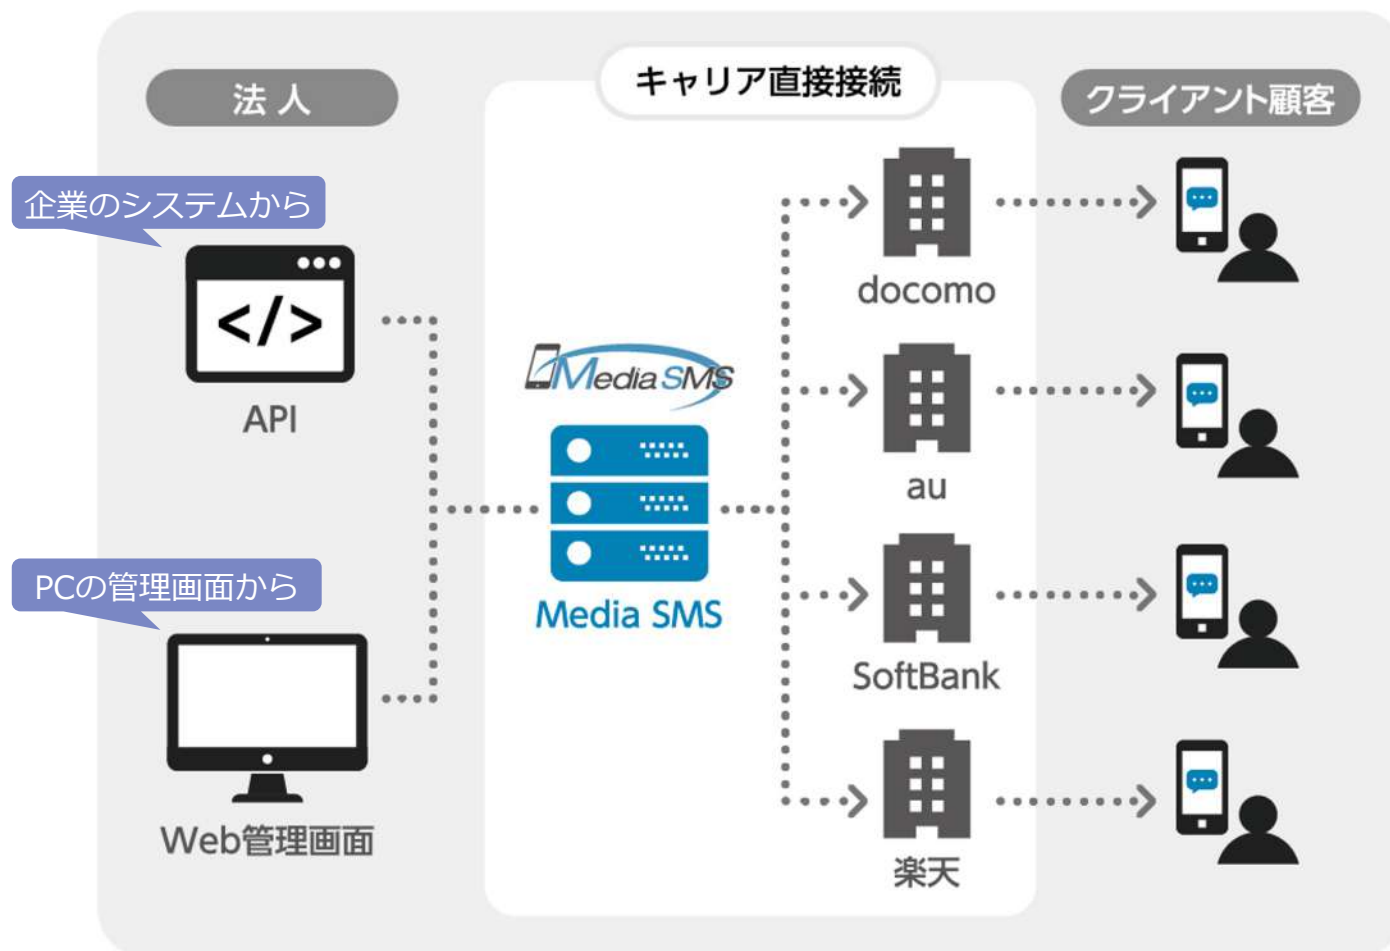 法人
企業のシステムから
</>
API
PCの管理画面から
Web管理画面
キャリア直接接続
Media SMS
Media SMS
docomo
au
SoftBank
楽天
クライアント顧客